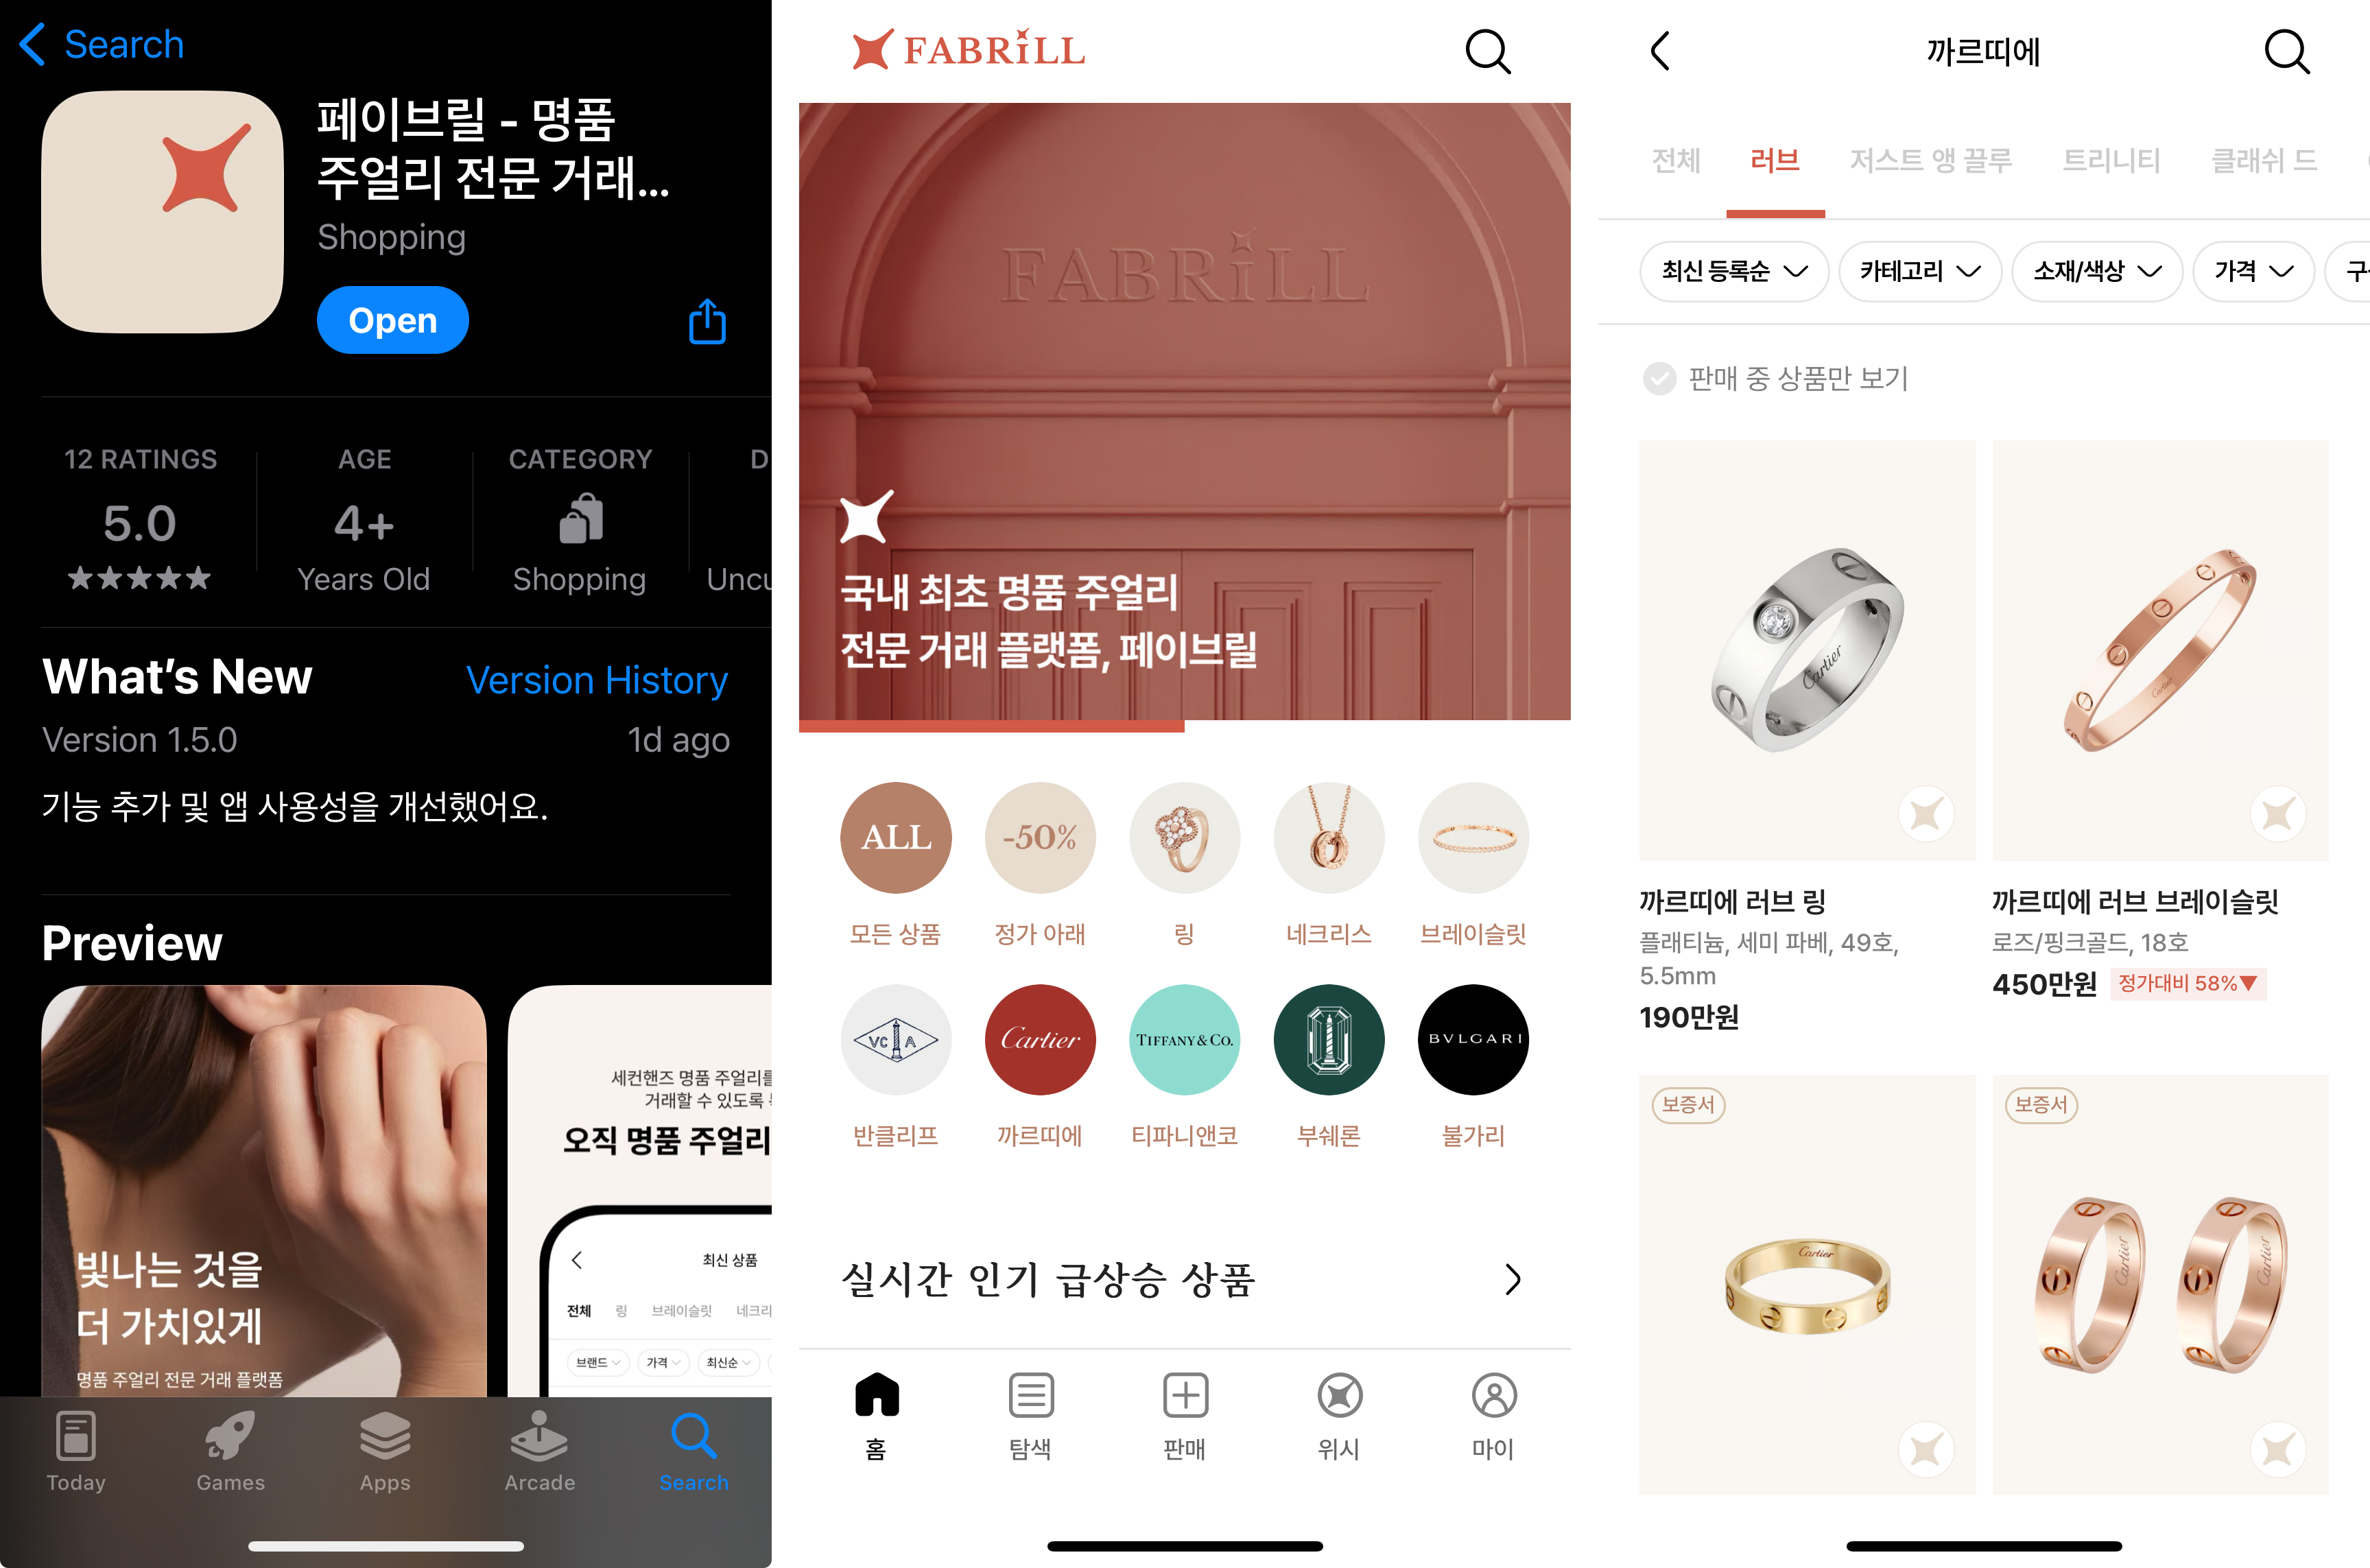 Search
페이브릴 - 명품
주얼리 전문 거래...
Shopping
Open
12 RATINGS
5.0
AGE
4+
Years Old
CATEGORY
Shopping
D
Uncu
What's New
Version History
Version 1.5.0
1d ago
기능 추가 및 앱 사용성을 개선했어요.
Preview
빛나는 것을
더 가치있게
명품 주얼리 전문 거래 플랫폼
세컨핸즈 명품 주얼리를
거래할 수 있도록
오직 명품 주얼리
최신 상품
전체
링
브레이슬릿
네크리
브랜드
가격
최신순
Today
Games
Apps
Arcade
Search
FABRiLL
FABRiLL
국내 최초 명품 주얼리
전문 거래 플랫폼, 페이브릴
ALL
-50%
모든 상품
정가 아래
링
네크리스
브레이슬릿
VC A
Cartier
TIFFANY & CO.
BVLGARI
반클리프
까르띠에
티파니앤코
부쉐론
불가리
실시간 인기 급상승 상품
홈
탐색
판매
위시
마이
까르띠에
전체
러브
저스트 앵 끌루
트리니티
클래쉬 드
최신 등록순
카테고리
소재/색상
가격
판매 중 상품만 보기
Cartier
Cartier
까르띠에 러브 링
플래티늄, 세미 파베, 49호,
5.5mm
190만원
까르띠에 러브 브레이슬릿
로즈/핑크골드, 18호
450만원
정가대비 58%▼
보증서
Cartier
보증서
Cartier
Cartier